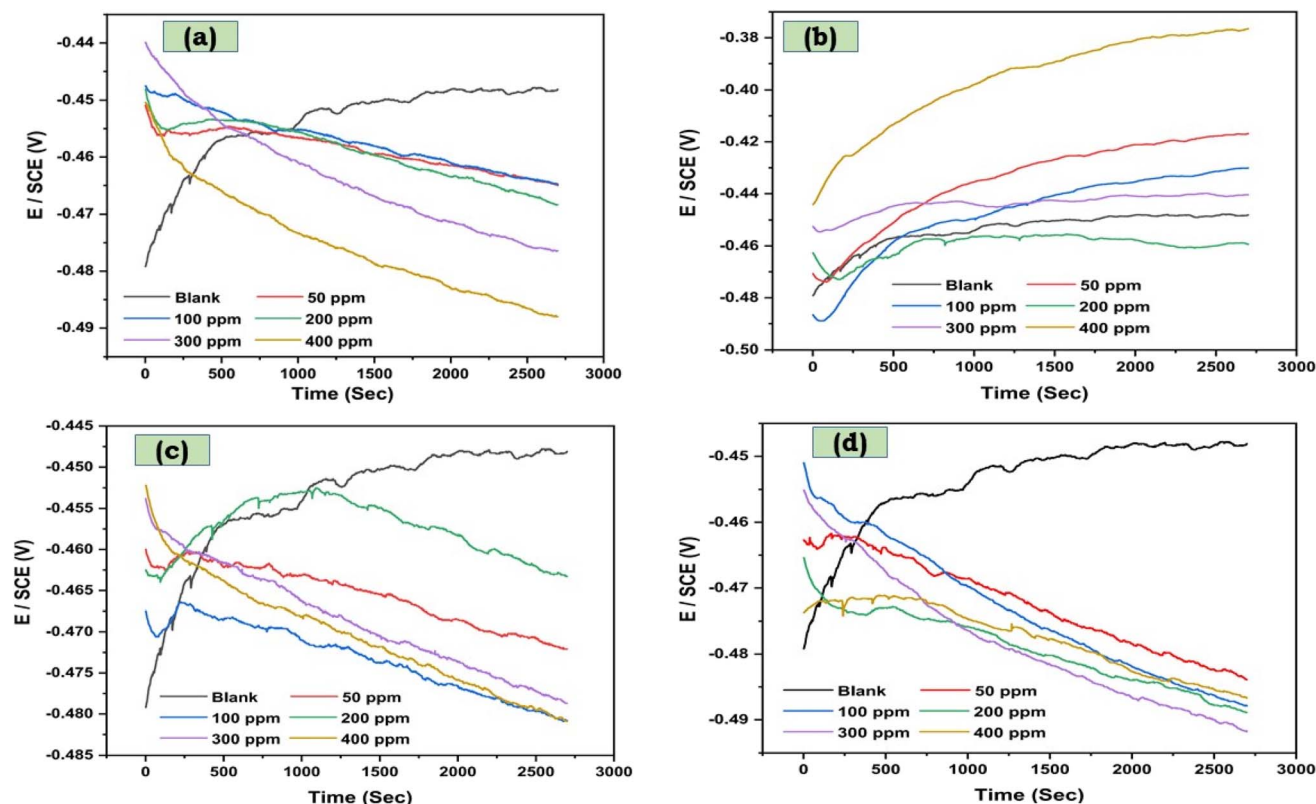 (a)
-0.44
-0.45
-0.46
-0.47
-0.48
-0.49
E / SCE (V)
Blank 50 ppm
100 ppm 200 ppm
300 ppm 400 ppm
0 500 1000 1500 2000 2500 3000
Time (Sec)
(b)
-0.38
-0.40
-0.42
-0.44
-0.46
-0.48
-0.50
E / SCE (V)
Blank 50 ppm
100 ppm 200 ppm
300 ppm 400 ppm
0 500 1000 1500 2000 2500 3000
Time (Sec)
(c)
-0.445
-0.450
-0.455
-0.460
-0.465
-0.470
-0.475
-0.480
-0.485
E / SCE (V)
Blank 50 ppm
100 ppm 200 ppm
300 ppm 400 ppm
0 500 1000 1500 2000 2500 3000
Time (Sec)
(d)
-0.45
-0.46
-0.47
-0.48
-0.49
E / SCE (V)
Blank 50 ppm
100 ppm 200 ppm
300 ppm 400 ppm
0 500 1000 1500 2000 2500 3000
Time (Sec)